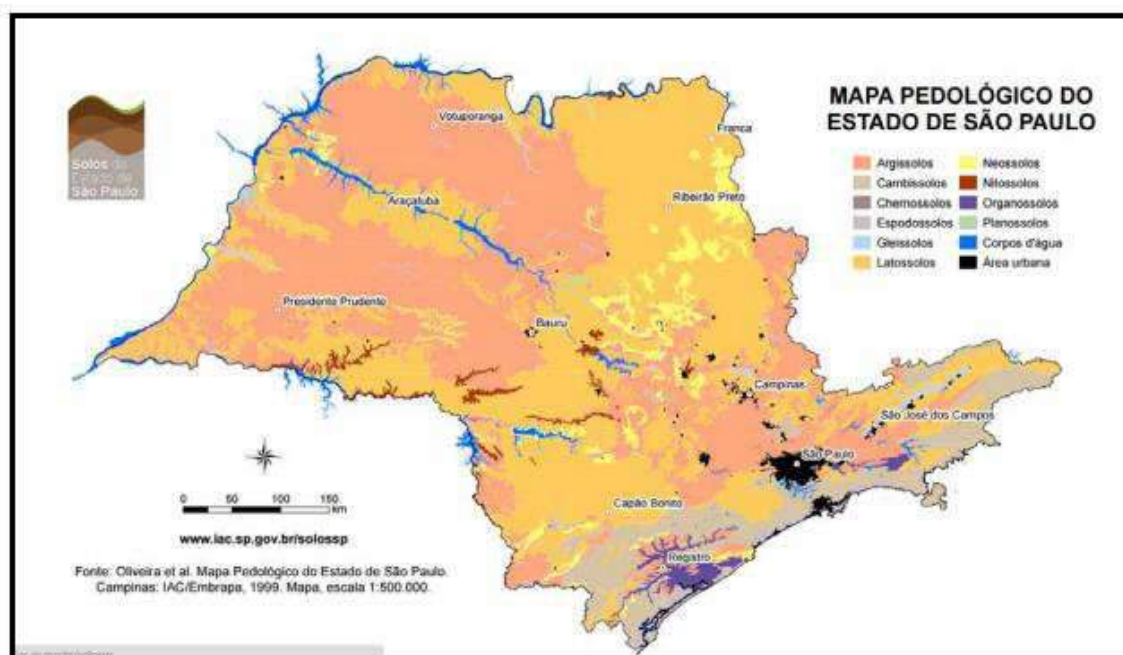 MAPA PEDOLÓGICO DO
ESTADO DE SÃO PAULO
Argissolos
Cambissolos
Chernossolos
Espodossolos
Gleissolos
Latossolos
Neossolos
Nitossolos
Organossolos
Planossolos
Corpos d'água
Área urbana
Solos do
Estado de
São Paulo
Votuporanga
Franca
Araçatuba
Ribeirão Preto
Presidente Prudente
Bauru
Campinas
São José dos Campos
São Paulo
Capão Bonito
Registro
0 50 100 150
km
www.iac.sp.gov.br/solossp
Fonte: Oliveira et al. Mapa Pedológico do Estado de São Paulo.
Campinas: IAC/Embrapa, 1999. Mapa, escala 1:500.000.